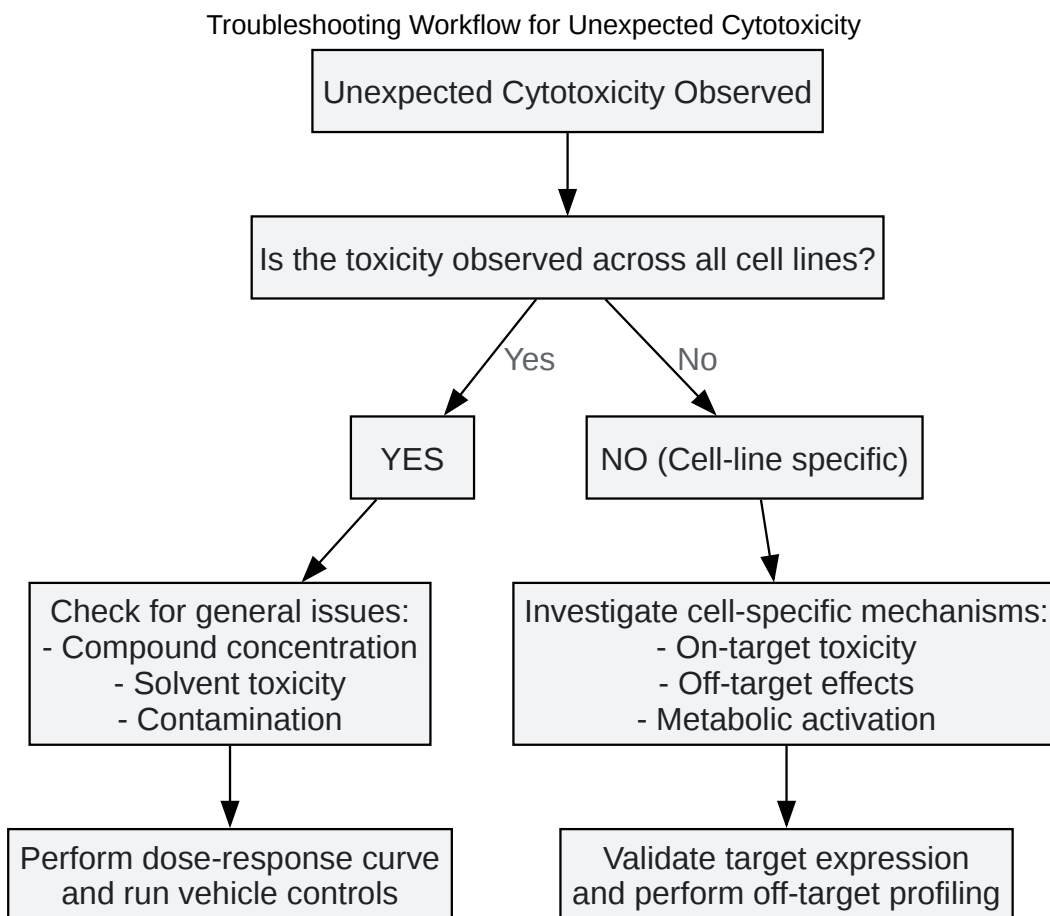 Troubleshooting Workflow for Unexpected Cytotoxicity
Unexpected Cytotoxicity Observed
Is the toxicity observed across all cell lines?
Yes
No
YES
NO (Cell-line specific)
Check for general issues:
- Compound concentration
- Solvent toxicity
- Contamination
Investigate cell-specific mechanisms:
- On-target toxicity
- Off-target effects
- Metabolic activation
Perform dose-response curve
and run vehicle controls
Validate target expression
and perform off-target profiling